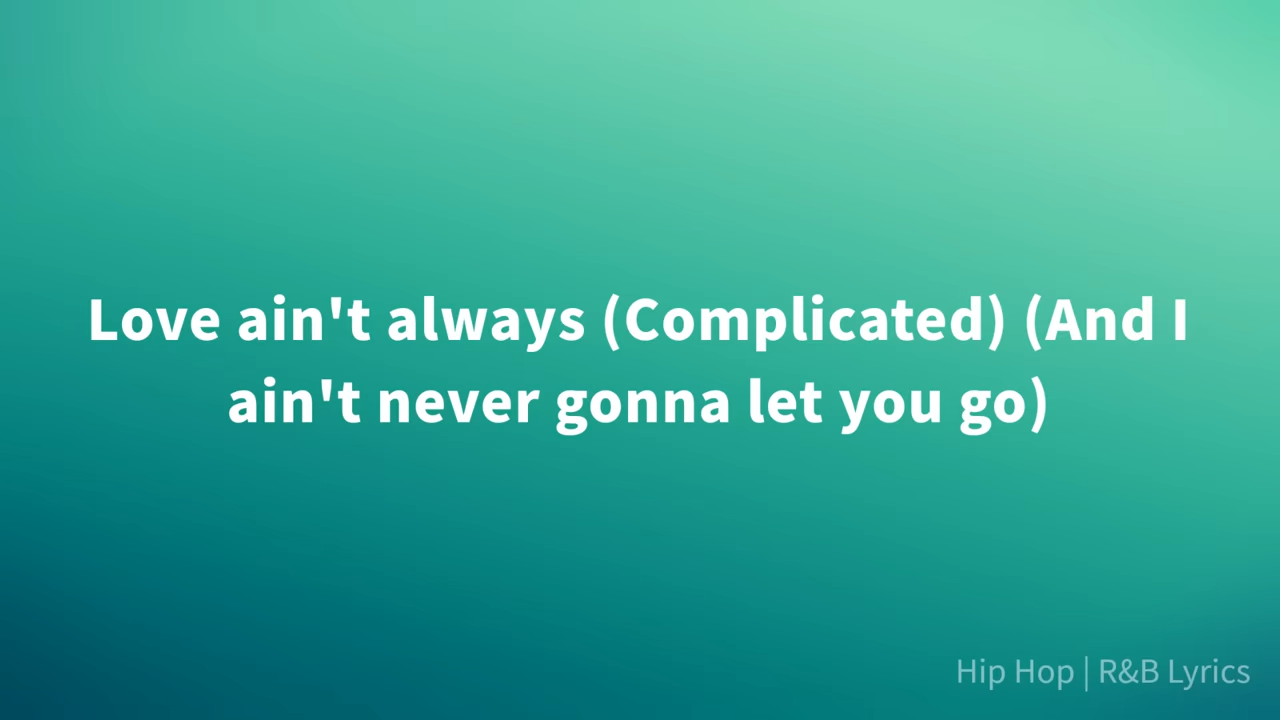 Love ain't always (Complicated) (And I
ain't never gonna let you go)
Hip Hop | R&B Lyrics